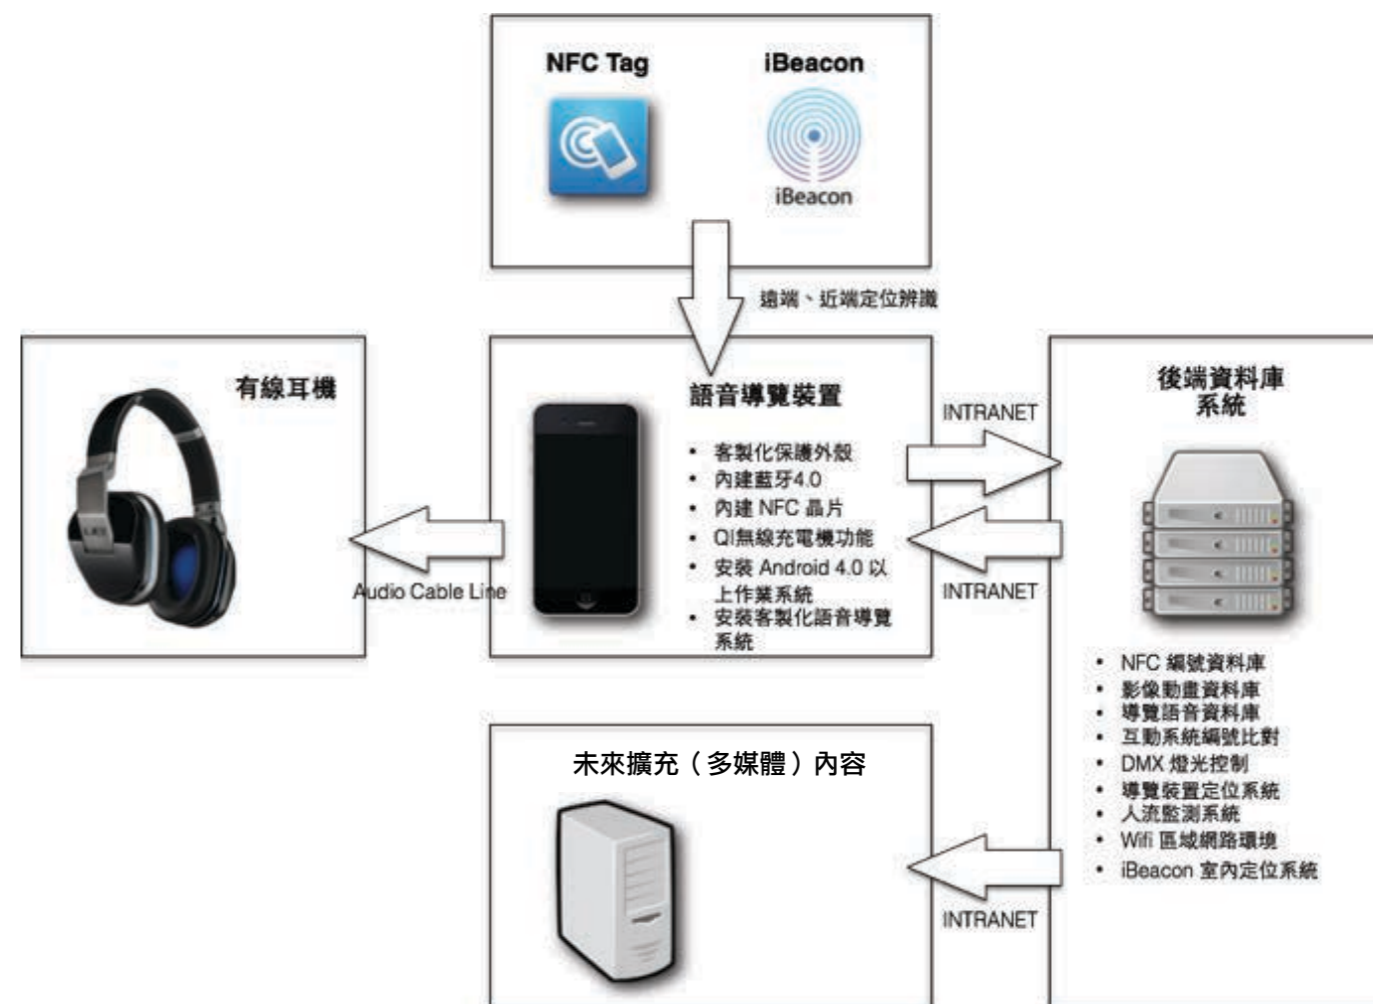 NFC Tag
iBeacon
iBeacon
遠端、近端定位辨識
有線耳機
Audio Cable Line
語音導覽裝置
• 客製化保護外殼
• 內建藍牙4.0
• 內建 NFC 晶片
• QI無線充電機功能
• 安裝 Android 4.0 以
上作業系統
• 安裝客製化語音導覽
系統
INTRANET
INTRANET
後端資料庫
系統
• NFC 編號資料庫
• 影像動畫資料庫
• 導覽語音資料庫
• 互動系統編號比對
• DMX 燈光控制
• 導覽裝置定位系統
• 人流監測系統
• Wifi 區域網路環境
• iBeacon 室內定位系統
未來擴充（多媒體）內容
INTRANET